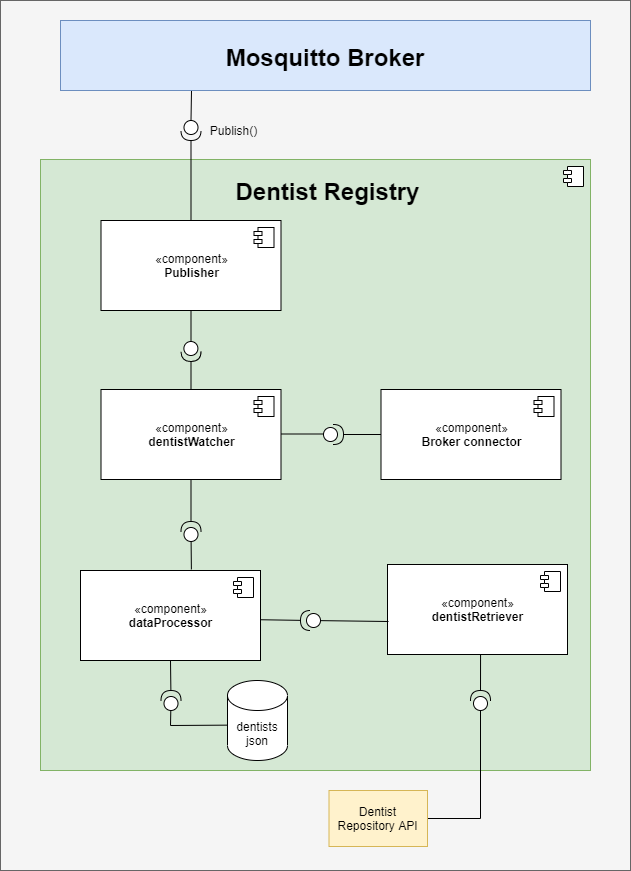 Mosquitto Broker
Publish()
Dentist Registry
«component»
Publisher
«component»
dentistWatcher
«component»
Broker connector
«component»
dataProcessor
«component»
dentistRetriever
dentists
json
Dentist
Repository API